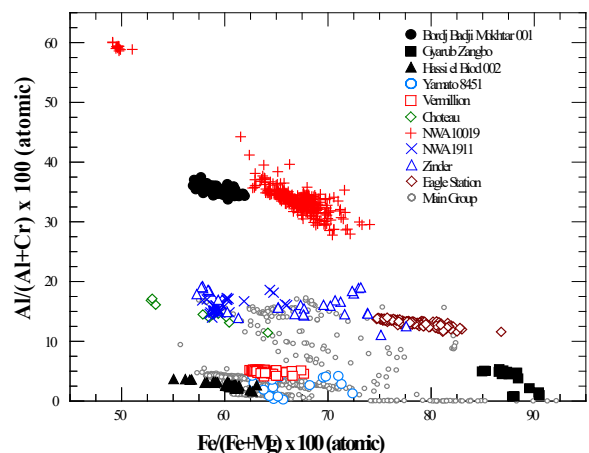 60
50
40
30
20
10
0
50
60
70
80
90
Al/(Al+Cr) x 100 (atomic)
Fe/(Fe+Mg) x 100 (atomic)
Bordj Badji Mokhtar 001
Gyarub Zangbo
Hassi el Biod 002
Yamato 8451
Vermillion
Choteau
NWA 10019
NWA 1911
Zinder
Eagle Station
Main Group